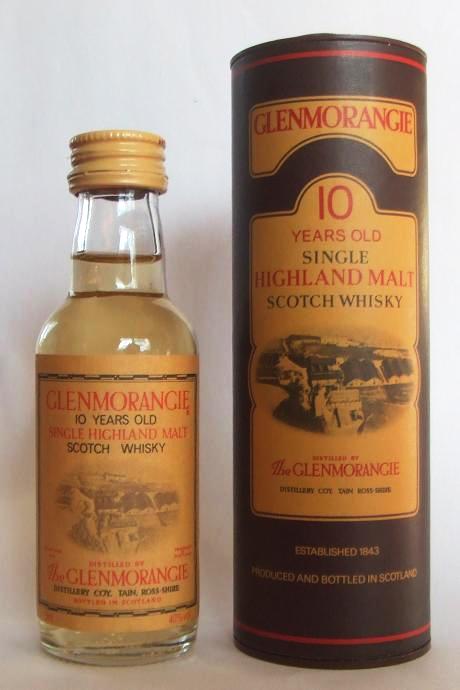 GLENMORANGIE
10 YEARS OLD
SINGLE HIGHLAND MALT
SCOTCH WHISKY
DISTILLED BY
The GLENMORANGIE
DISTILLERY COY. TAIN, ROSS-SHIRE
BOTTLED IN SCOTLAND
40%
GLENMORANGIE
10
YEARS OLD
SINGLE
HIGHLAND MALT
SCOTCH WHISKY
DISTILLED BY
The GLENMORANGIE
DISTILLERY COY. TAIN, ROSS-SHIRE
ESTABLISHED 1843
PRODUCED AND BOTTLED IN SCOTLAND